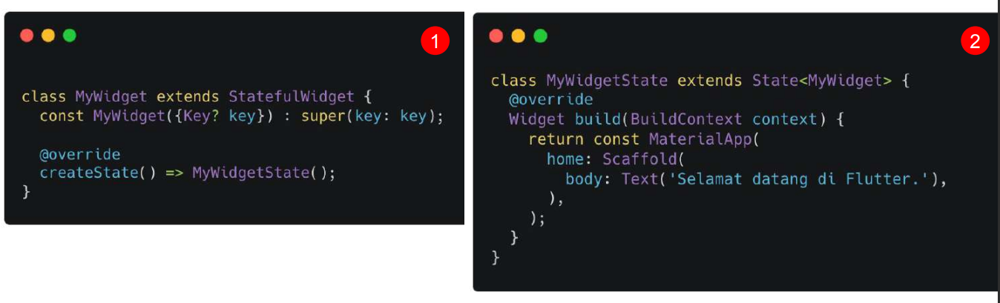 1
class MyWidget extends StatefulWidget {
  const MyWidget({Key? key}) : super(key: key);

  @override
  createState() => MyWidgetState();
}
2
class MyWidgetState extends State<MyWidget> {
  @override
  Widget build(BuildContext context) {
    return const MaterialApp(
      home: Scaffold(
        body: Text('Selamat datang di Flutter.'),
      ),
    );
  }
}